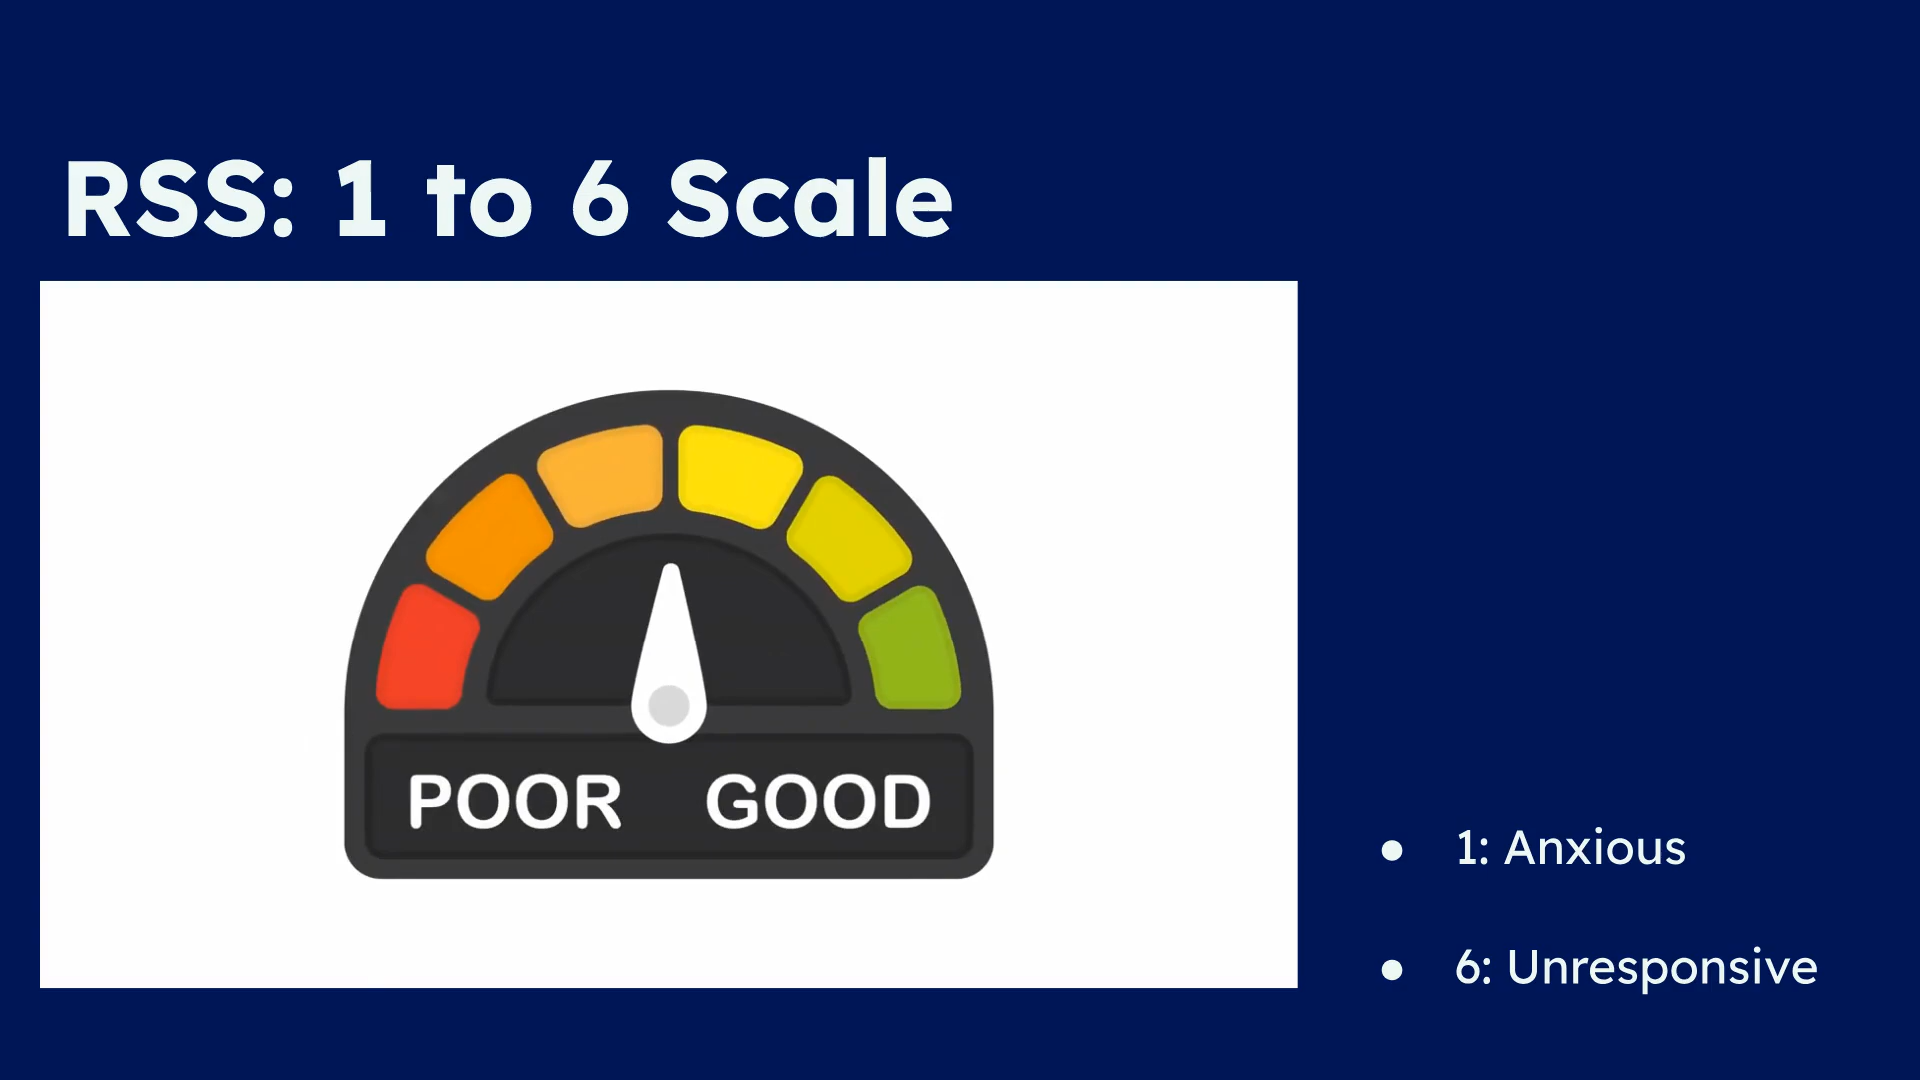 RSS: 1 to 6 Scale
POOR GOOD
● 1: Anxious
● 6: Unresponsive